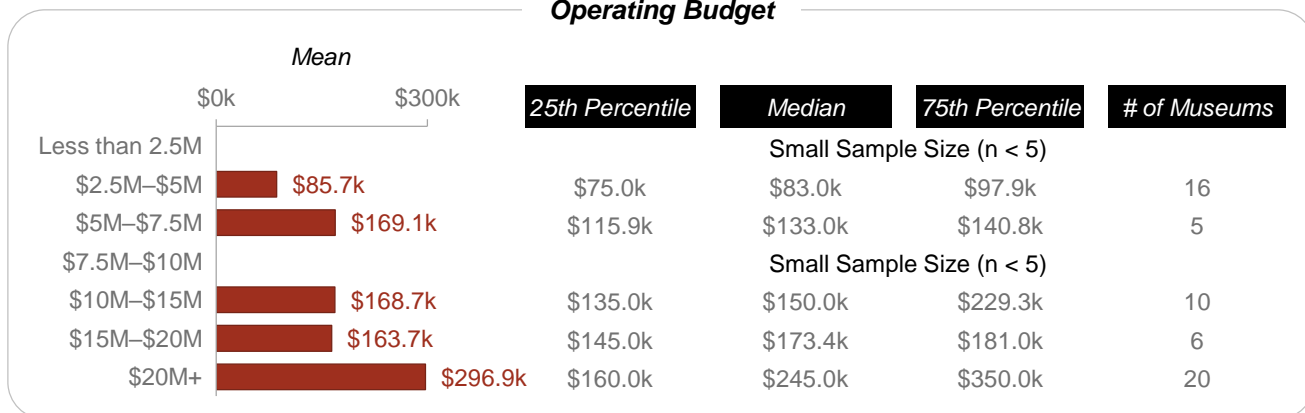 Operating Budget
Mean
$0k $300k 25th Percentile Median 75th Percentile # of Museums
Less than 2.5M Small Sample Size (n < 5)
$2.5M–$5M $85.7k $75.0k $83.0k $97.9k 16
$5M–$7.5M $169.1k $115.9k $133.0k $140.8k 5
$7.5M–$10M Small Sample Size (n < 5)
$10M–$15M $168.7k $135.0k $150.0k $229.3k 10
$15M–$20M $163.7k $145.0k $173.4k $181.0k 6
$20M+ $296.9k $160.0k $245.0k $350.0k 20